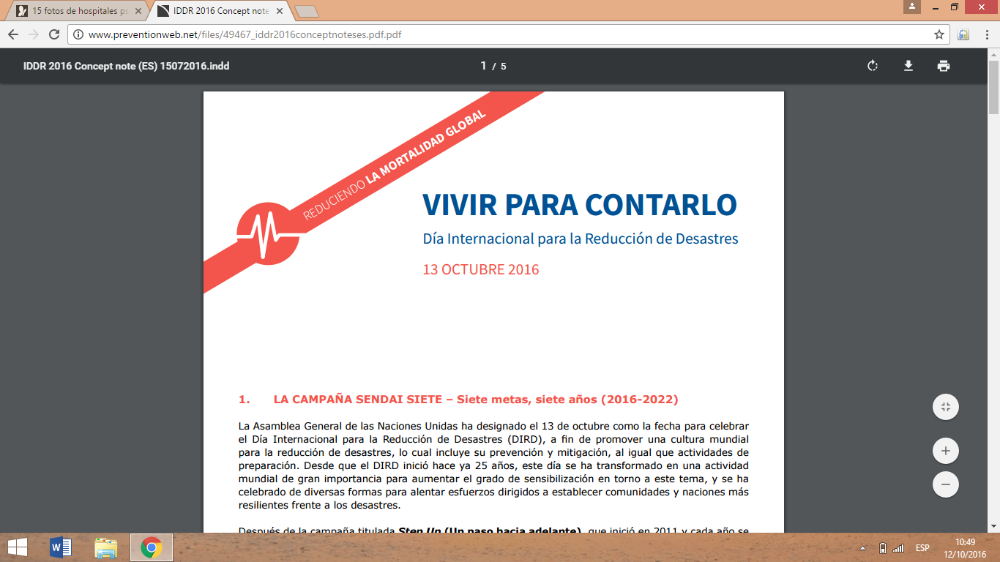 15 fotos de hospitales ps
IDDR 2016 Concept note
www.preventionweb.net/files/49467_iddr2016conceptnoteses.pdf.pdf
IDDR 2016 Concept note (ES) 15072016.indd
1 / 5
REDUCIENDO LA MORTALIDAD GLOBAL
VIVIR PARA CONTARLO
Día Internacional para la Reducción de Desastres
13 OCTUBRE 2016
1. LA CAMPAÑA SENDAI SIETE – Siete metas, siete años (2016-2022)
La Asamblea General de las Naciones Unidas ha designado el 13 de octubre como la fecha para celebrar
el Día Internacional para la Reducción de Desastres (DIRD), a fin de promover una cultura mundial
para la reducción de desastres, lo cual incluye su prevención y mitigación, al igual que actividades de
preparación. Desde que el DIRD inició hace ya 25 años, este día se ha transformado en una actividad
mundial de gran importancia para aumentar el grado de sensibilización en torno a este tema, y se ha
celebrado de diversas formas para alentar esfuerzos dirigidos a establecer comunidades y naciones más
resilientes frente a los desastres.
Después de la campaña titulada Step Up (Un paso hacia adelante), que inició en 2011 y cada año se
ESP
10:49
12/10/2016